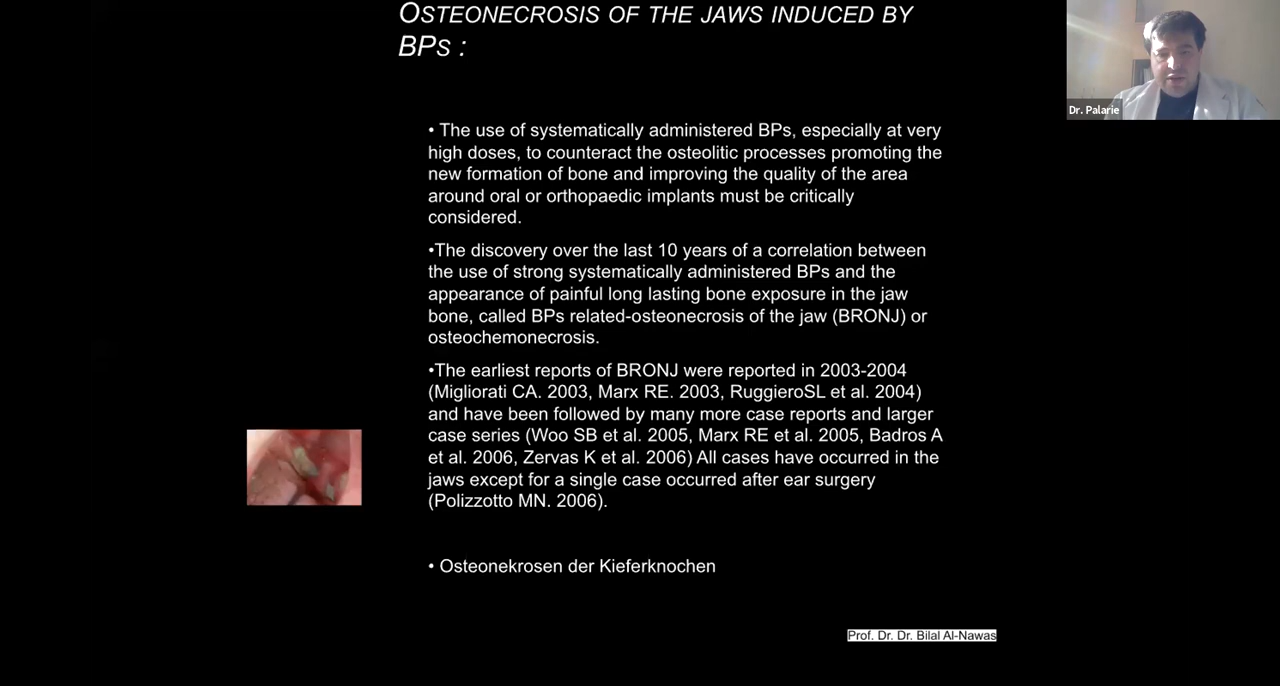 OSTEONECROSIS OF THE JAWS INDUCED BY
BPS :
Dr. Palarie
• The use of systematically administered BPs, especially at very
high doses, to counteract the osteolitic processes promoting the
new formation of bone and improving the quality of the area
around oral or orthopaedic implants must be critically
considered.
•The discovery over the last 10 years of a correlation between
the use of strong systematically administered BPs and the
appearance of painful long lasting bone exposure in the jaw
bone, called BPs related-osteonecrosis of the jaw (BRONJ) or
osteochemonecrosis.
•The earliest reports of BRONJ were reported in 2003-2004
(Migliorati CA. 2003, Marx RE. 2003, RuggieroSL et al. 2004)
and have been followed by many more case reports and larger
case series (Woo SB et al. 2005, Marx RE et al. 2005, Badros A
et al. 2006, Zervas K et al. 2006) All cases have occurred in the
jaws except for a single case occurred after ear surgery
(Polizzotto MN. 2006).
• Osteonekrosen der Kieferknochen
Prof. Dr. Dr. Bilal Al-Nawas